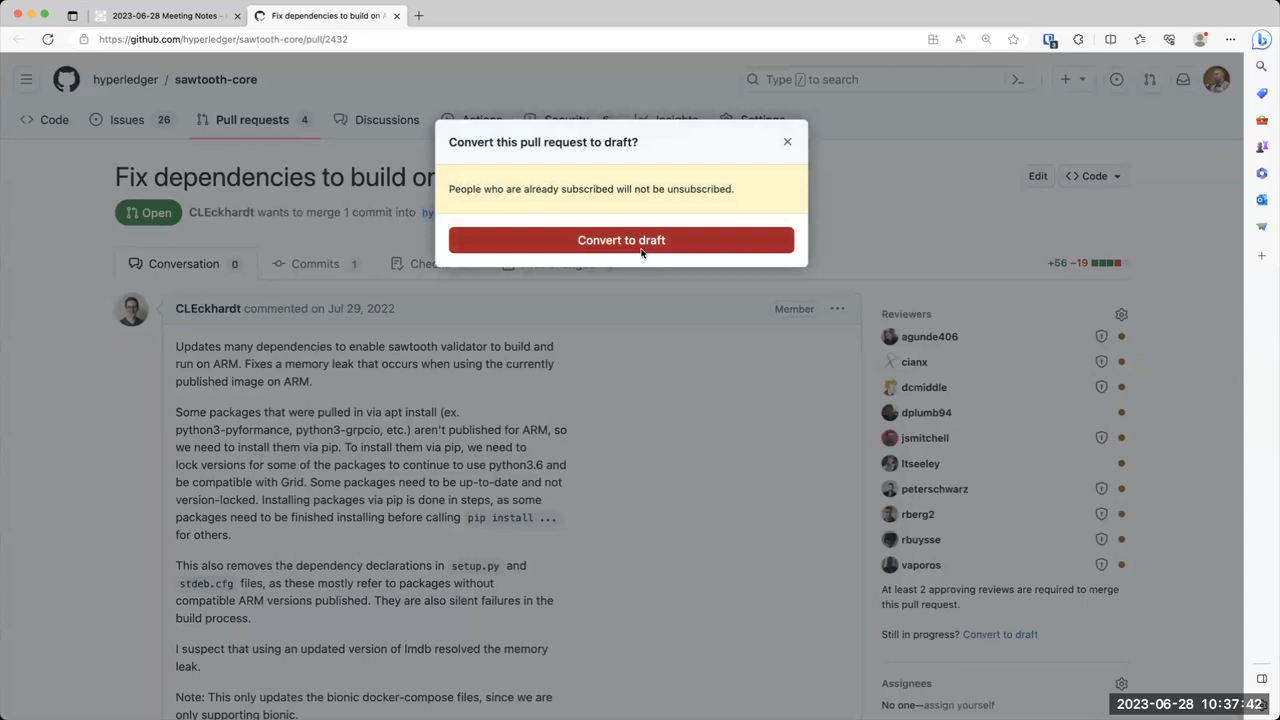 2023-06-28 Meeting Notes -
Fix dependencies to build on A
https://github.com/hyperledger/sawtooth-core/pull/2432
hyperledger / sawtooth-core
Type / to search
Code
Issues 26
Pull requests 4
Discussions
Actions
Security 6
Insights
Settings
Convert this pull request to draft?
People who are already subscribed will not be unsubscribed.
Convert to draft
Fix dependencies to build on
Edit
Code
Open
CLEckhardt wants to merge 1 commit into
Conversation 0
Commits 1
+56 −19
CLEckhardt commented on Jul 29, 2022
Member
Updates many dependencies to enable sawtooth validator to build and
run on ARM. Fixes a memory leak that occurs when using the currently
published image on ARM.
Some packages that were pulled in via apt install (ex.
python3-pyformance, python3-grpcio, etc.) aren't published for ARM, so
we need to install them via pip. To install them via pip, we need to
lock versions for some of the packages to continue to use python3.6 and
be compatible with Grid. Some packages need to be up-to-date and not
version-locked. Installing packages via pip is done in steps, as some
packages need to be finished installing before calling pip install ...
for others.
This also removes the dependency declarations in setup.py and
stdeb.cfg files, as these mostly refer to packages without
compatible ARM versions published. They are also silent failures in the
build process.
I suspect that using an updated version of lmdb resolved the memory
leak.
Note: This only updates the bionic docker-compose files, since we are
only supporting bionic.
Reviewers
agunde406
cianx
dcmiddle
dplumb94
jsmitchell
ltseeley
peterschwarz
rberg2
rbuysse
vaporos
At least 2 approving reviews are required to merge
this pull request.
Still in progress? Convert to draft
Assignees
No one—assign yourself
2023-06-28 10:37:42